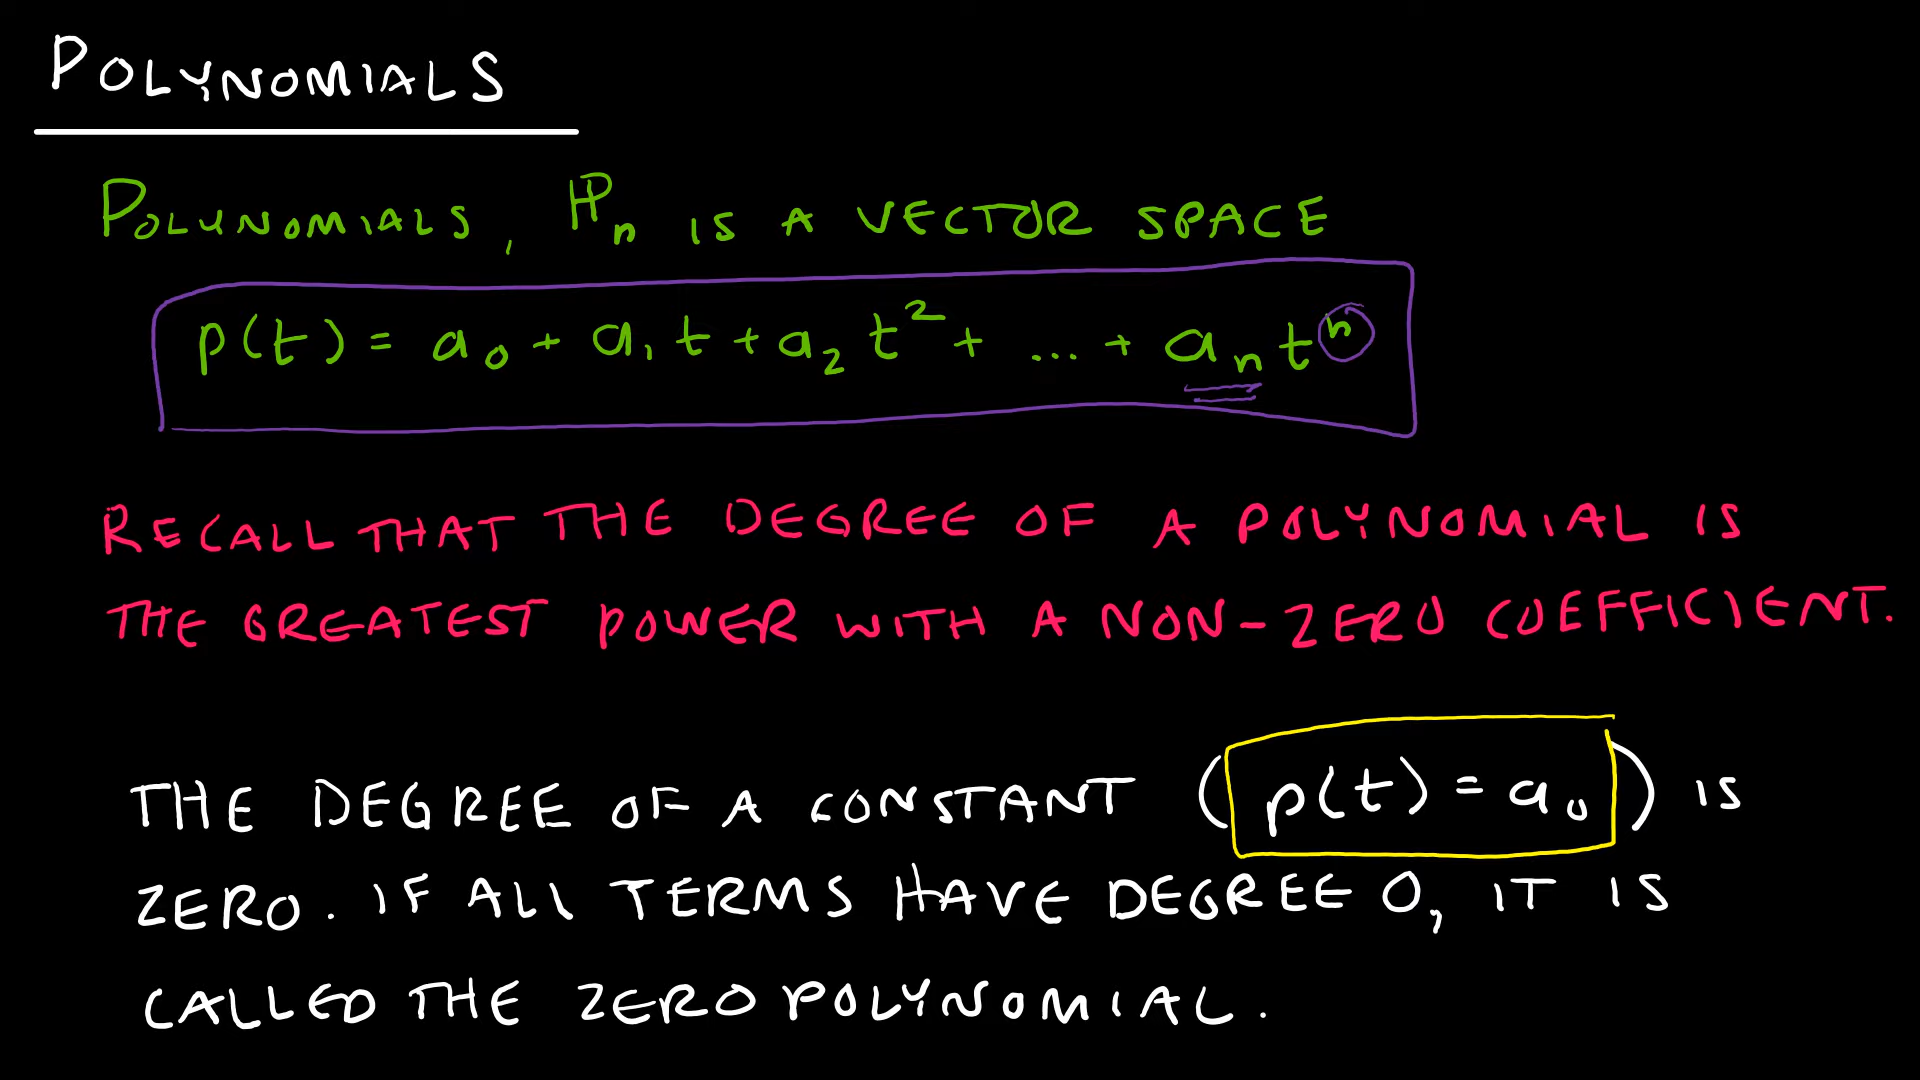 POLYNOMIALS
POLYNOMIALS, ℙn IS A VECTOR SPACE
p(t) = a₀ + a₁t + a₂t² + ... + aₙtⁿ
RECALL THAT THE DEGREE OF A POLYNOMIAL IS
THE GREATEST POWER WITH A NON-ZERO COEFFICIENT.
THE DEGREE OF A CONSTANT (p(t) = a₀) IS
ZERO. IF ALL TERMS HAVE DEGREE 0, IT IS
CALLED THE ZERO POLYNOMIAL.